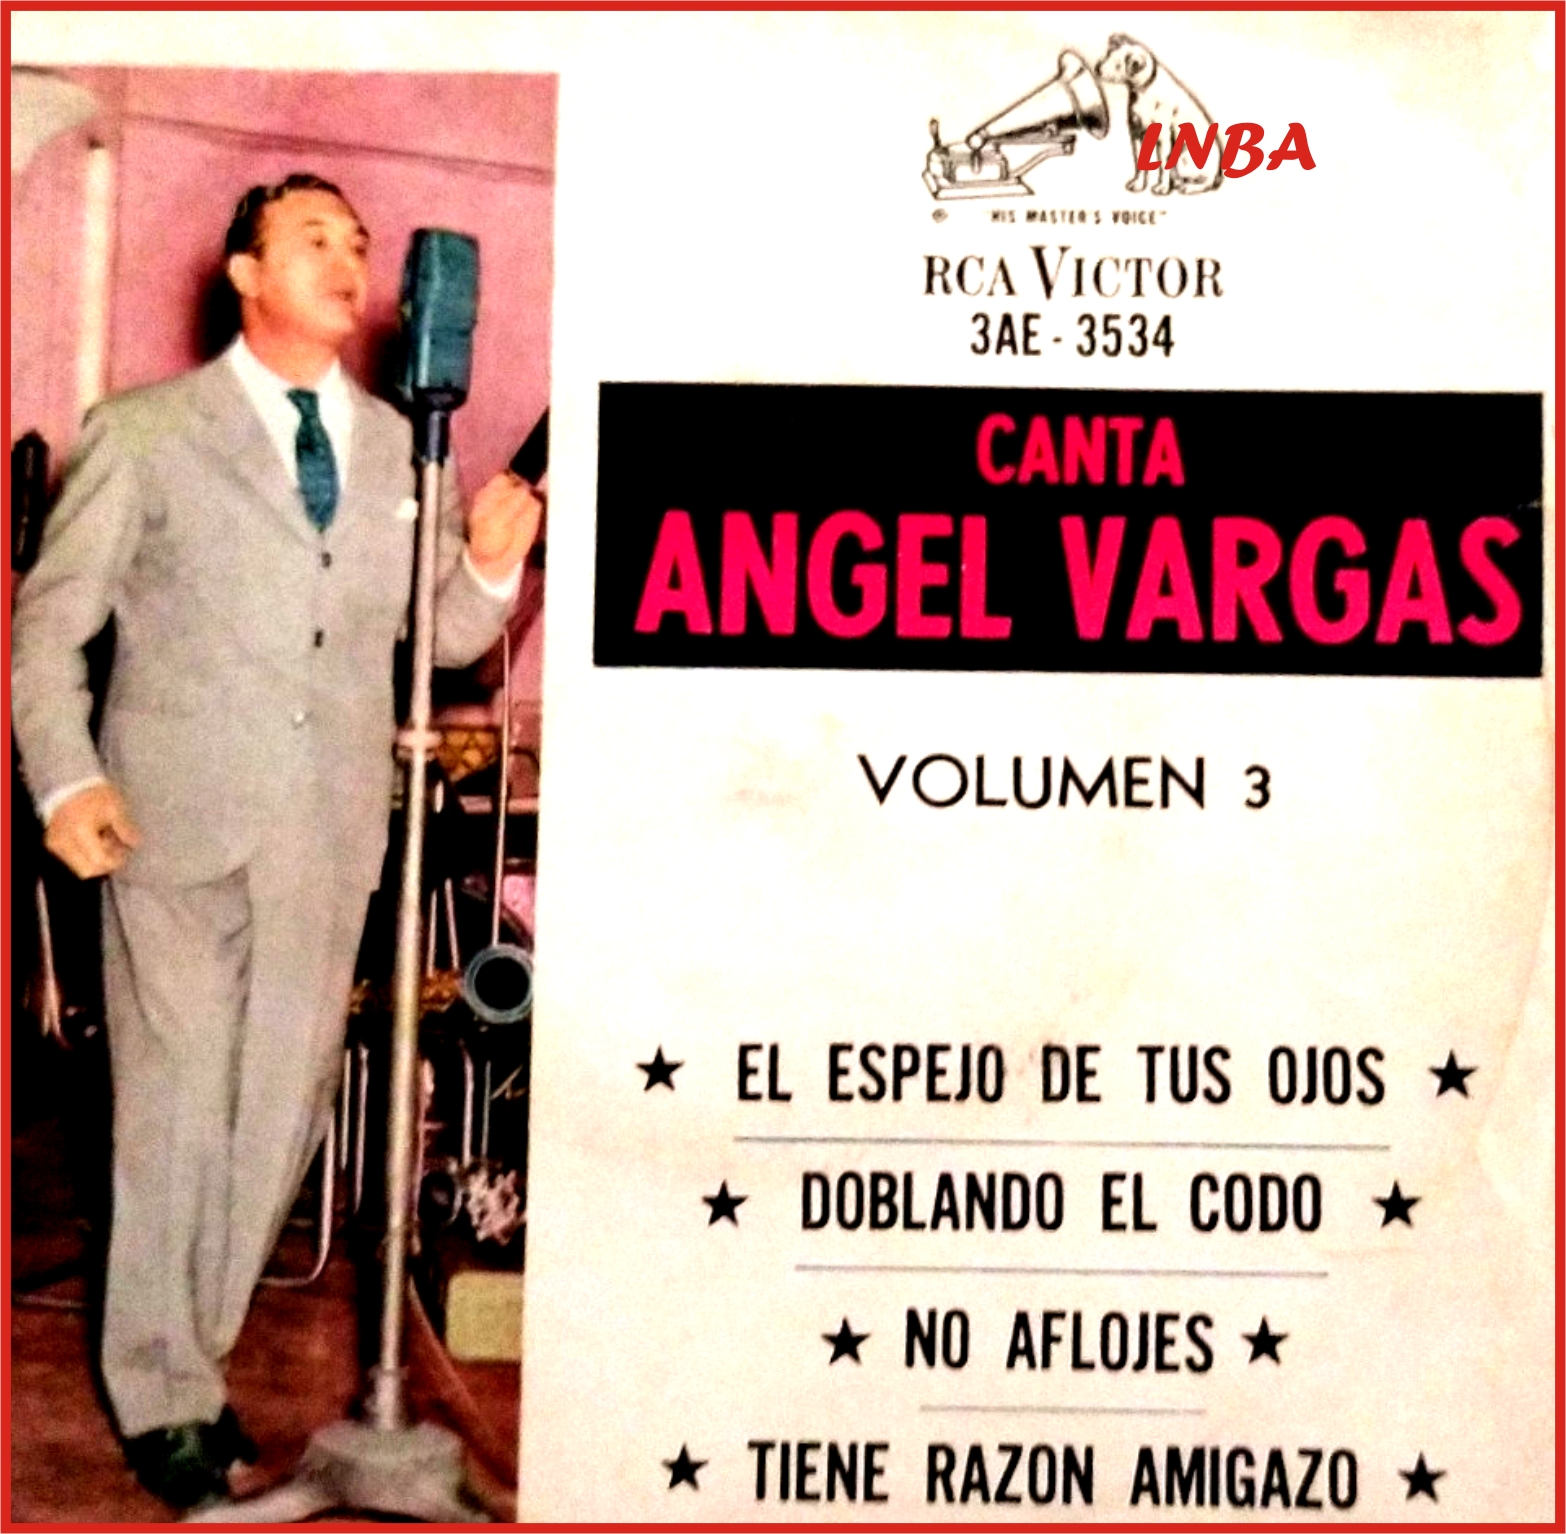 LNBA
"HIS MASTER'S VOICE"
RCA VICTOR
3AE - 3534
CANTA
ANGEL VARGAS
VOLUMEN 3
★ EL ESPEJO DE TUS OJOS ★
★ DOBLANDO EL CODO ★
★ NO AFLOJES ★
★ TIENE RAZON AMIGAZO ★